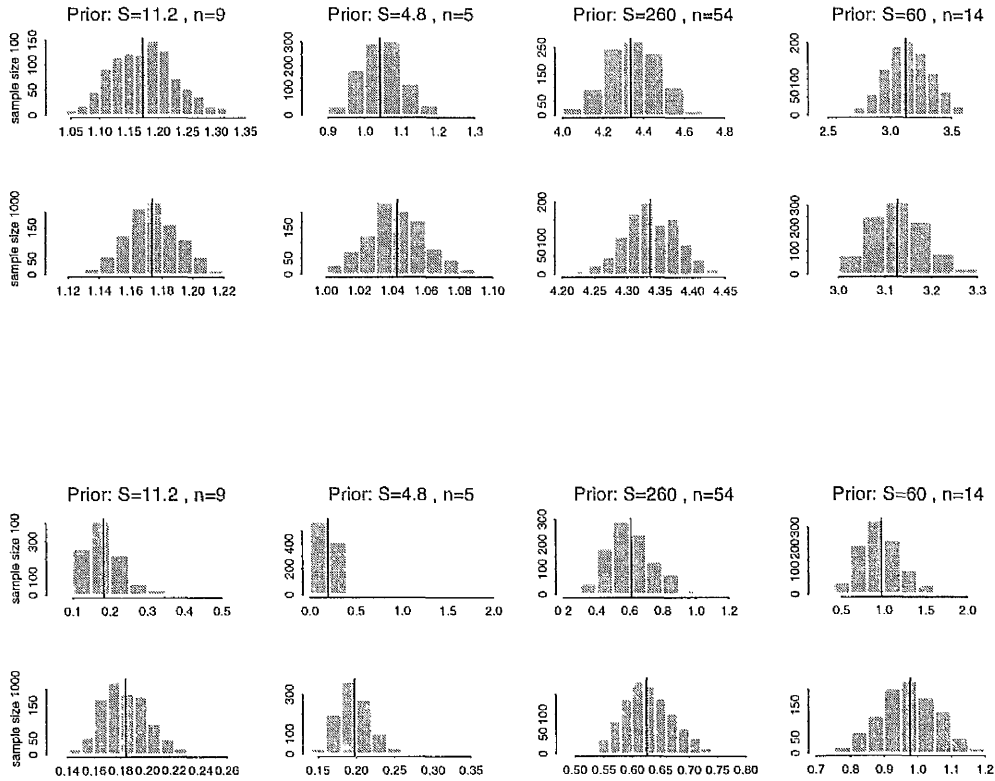 Prior: S=11.2 , n=9 Prior: S=4.8 , n=5 Prior: S=260 , n=54 Prior: S=60 , n=14
sample size 100
0 50 100 150
1.05 1.10 1.15 1.20 1.25 1.30 1.35
0 100 200 300
0.9 1.0 1.1 1.2 1.3
0 50 150 250
4.0 4.2 4.4 4.6 4.8
0 50 100 200
2.5 3.0 3.5
sample size 1000
0 50 150
1.12 1.14 1.16 1.18 1.20 1.22
0 50 150
1.00 1.02 1.04 1.06 1.08 1.10
0 50 100 200
4.20 4.25 4.30 4.35 4.40 4.45
0 100 200 300
3.0 3.1 3.2 3.3
Prior: S=11.2 , n=9 Prior: S=4.8 , n=5 Prior: S=260 , n=54 Prior: S=60 , n=14
sample size 100
0 100 300
0.1 0.2 0.3 0.4 0.5
0 200 400
0.0 0.5 1.0 1.5 2.0
0 100 200 300
0.2 0.4 0.6 0.8 1.0 1.2
0 100 200 300
0.5 1.0 1.5 2.0
sample size 1000
0 50 150
0.14 0.16 0.18 0.20 0.22 0.24 0.26
0 100 300
0.15 0.20 0.25 0.30 0.35
0 50 100
0.50 0.55 0.60 0.65 0.70 0.75 0.80
0 50 150
0.7 0.8 0.9 1.0 1.1 1.2